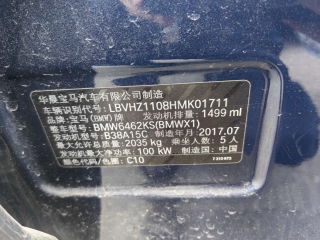 华晨宝马汽车有限公司制造
车辆识别代号: LBVHZ1108HMK01711
品牌: 宝马(BMW)牌 发动机排量: 1499 ml
整车型号: BMW6462KS(BMWX1)
发动机型号: B38A15C 制造年月 2017.07
最大允许总质量: 2035 kg 乘坐人数: 5人
发动机最大净功率: 100 kW 制造国: 中国
颜色代码/色色: C10